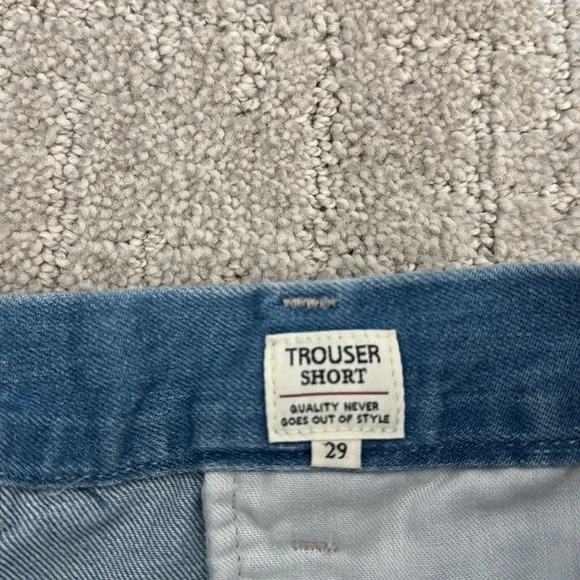 TROUSER
SHORT
QUALITY NEVER
GOES OUT OF STYLE
29